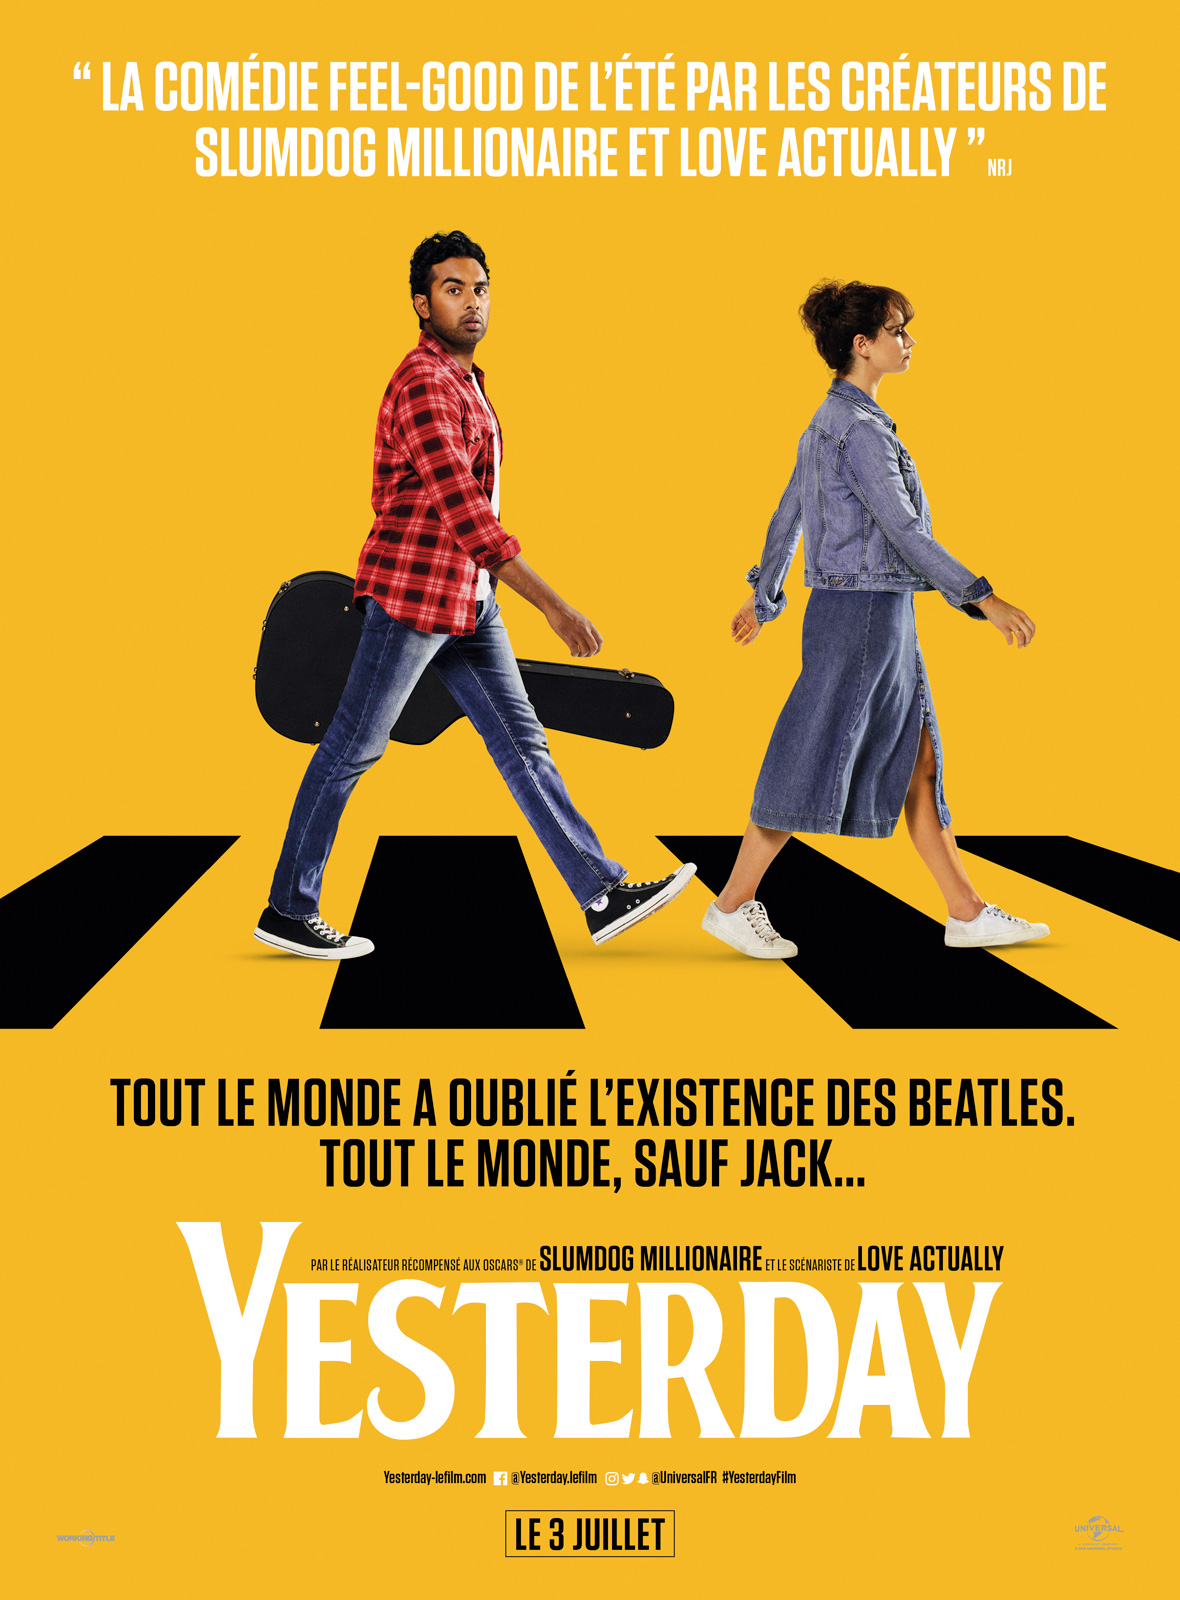 “ LA COMÉDIE FEEL-GOOD DE L’ÉTÉ PAR LES CRÉATEURS DE
SLUMDOG MILLIONAIRE ET LOVE ACTUALLY ” NRJ
TOUT LE MONDE A OUBLIÉ L’EXISTENCE DES BEATLES.
TOUT LE MONDE, SAUF JACK...
PAR LE RÉALISATEUR RÉCOMPENSÉ AUX OSCARS® DE SLUMDOG MILLIONAIRE ET LE SCÉNARISTE DE LOVE ACTUALLY
YESTERDAY
Yesterday-lefilm.com @Yesterday.lefilm @UniversalFR #YesterdayFilm
LE 3 JUILLET
WORKING TITLE
UNIVERSAL